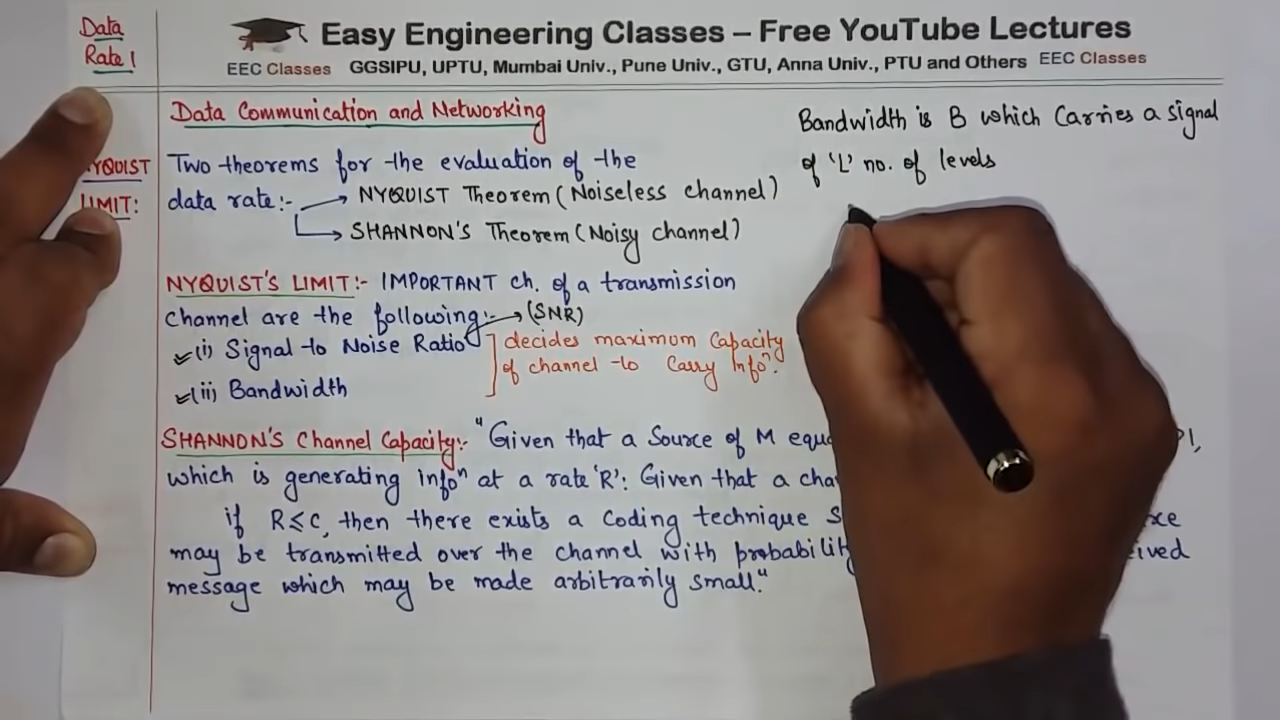 Data
Rate!
Easy Engineering Classes – Free YouTube Lectures
EEC Classes GGSIPU, UPTU, Mumbai Univ., Pune Univ., GTU, Anna Univ., PTU and Others EEC Classes
Data Communication and Networking
NYQUIST
LIMIT:
Two theorems for the evaluation of the
data rate:- → NYQUIST Theorem (Noiseless channel)
→ SHANNON'S Theorem (Noisy channel)
Bandwidth is B which Carries a signal
of 'L' no. of levels
NYQUIST'S LIMIT:- IMPORTANT ch. of a transmission
channel are the following:- → (SNR)
(i) Signal to Noise Ratio
(ii) Bandwidth
decides maximum Capacity
of channel to Carry Infoⁿ.
SHANNON'S Channel Capacity:- "Given that a Source of M
which is generating infoⁿ at a rate 'R': Given that a
if R≤C, then there exists a Coding technique
may be transmitted over the channel with
message which may be made arbitrarily small"